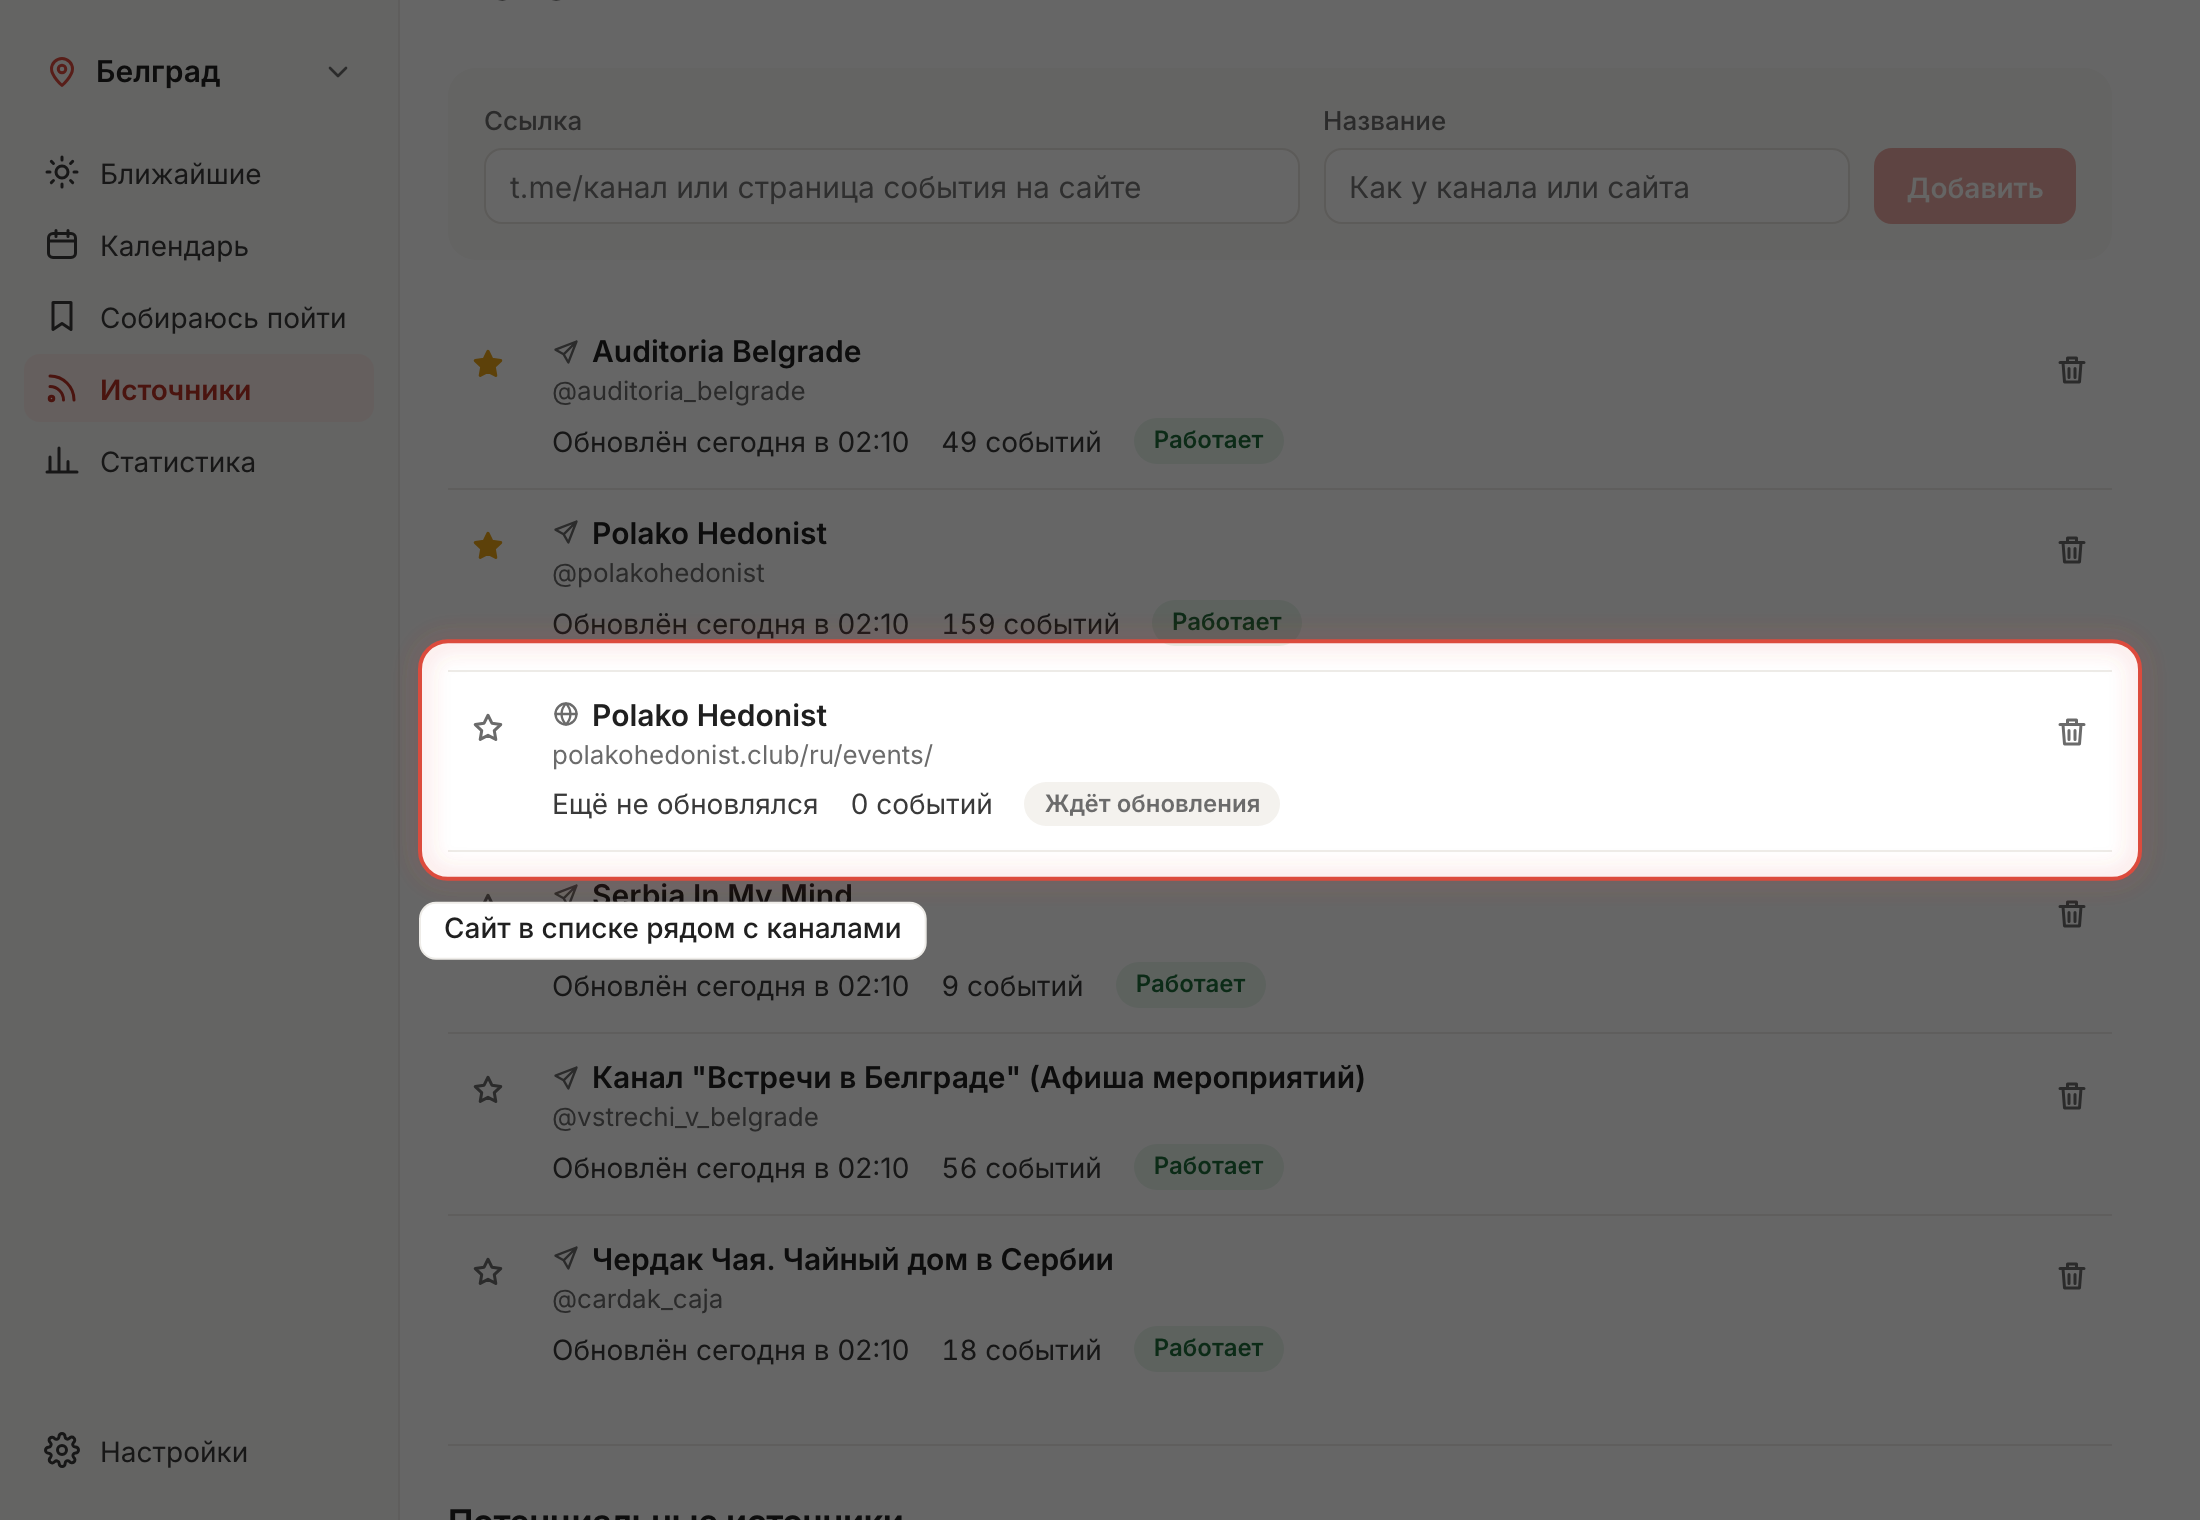 Белград
Ближайшие
Календарь
Собираюсь пойти
Источники
Статистика
Настройки
Ссылка
Название
t.me/канал или страница события на сайте
Как у канала или сайта
Добавить
Auditoria Belgrade
@auditoria_belgrade
Обновлён сегодня в 02:10 49 событий Работает
Polako Hedonist
@polakohedonist
Обновлён сегодня в 02:10 159 событий Работает
Polako Hedonist
polakohedonist.club/ru/events/
Ещё не обновлялся 0 событий Ждёт обновления
Serbia In My Mind
Сайт в списке рядом с каналами
Обновлён сегодня в 02:10 9 событий Работает
Канал "Встречи в Белграде" (Афиша мероприятий)
@vstrechi_v_belgrade
Обновлён сегодня в 02:10 56 событий Работает
Чердак Чая. Чайный дом в Сербии
@cardak_caja
Обновлён сегодня в 02:10 18 событий Работает
Потенциальные источники